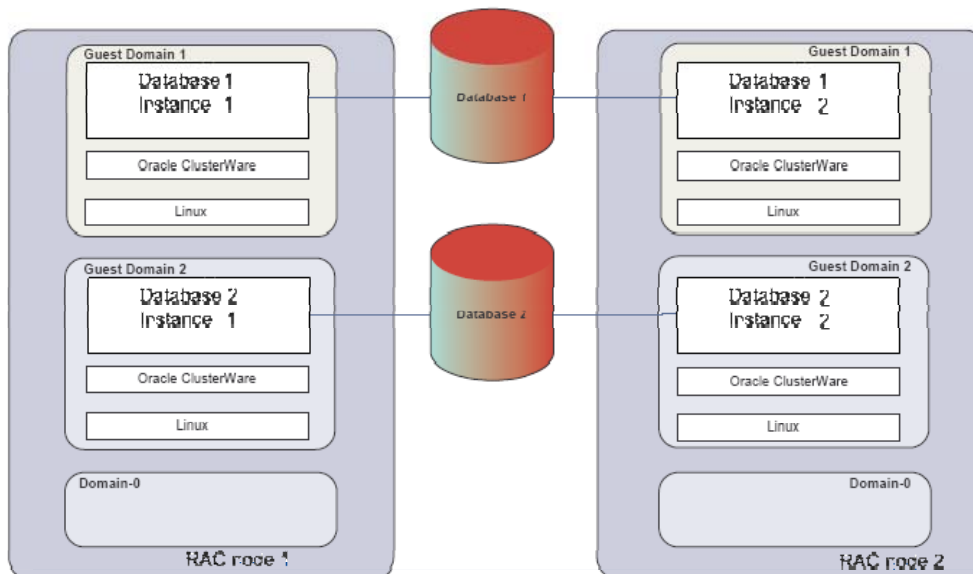 Guest Domain 1
Database 1
Instance 1
Oracle ClusterWare
Linux
Guest Domain 2
Database 2
Instance 1
Oracle ClusterWare
Linux
Domain-0
RAC node 1
Database 1
Database 2
Guest Domain 1
Database 1
Instance 2
Oracle ClusterWare
Linux
Guest Domain 2
Database 2
Instance 2
Oracle ClusterWare
Linux
Domain-0
RAC node 2